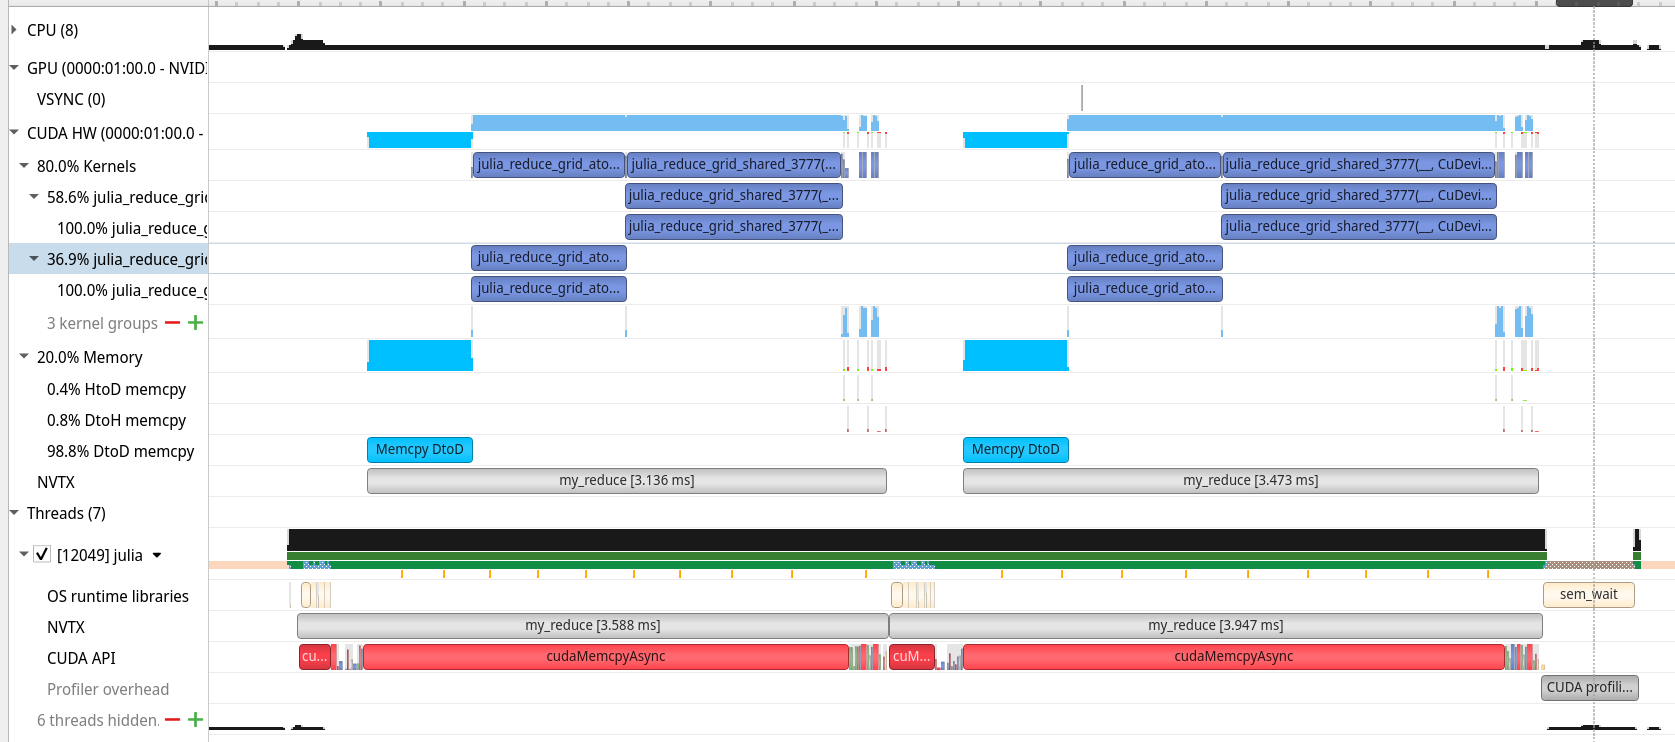 CPU (8)
GPU (0000:01:00.0 - NVIDI
VSYNC (0)
CUDA HW (0000:01:00.0 -
80.0% Kernels
julia_reduce_grid_ato...
julia_reduce_grid_shared_3777(...
julia_reduce_grid_ato...
julia_reduce_grid_shared_3777(__, CuDevi...
58.6% julia_reduce_grid
julia_reduce_grid_shared_3777(_...
julia_reduce_grid_shared_3777(__, CuDevi...
100.0% julia_reduce_g
julia_reduce_grid_shared_3777(_...
julia_reduce_grid_shared_3777(__, CuDevi...
36.9% julia_reduce_grid
julia_reduce_grid_ato...
julia_reduce_grid_ato...
100.0% julia_reduce_g
julia_reduce_grid_ato...
julia_reduce_grid_ato...
3 kernel groups
20.0% Memory
0.4% HtoD memcpy
0.8% DtoH memcpy
98.8% DtoD memcpy
Memcpy DtoD
Memcpy DtoD
NVTX
my_reduce [3.136 ms]
my_reduce [3.473 ms]
Threads (7)
[12049] julia
OS runtime libraries
sem_wait
NVTX
my_reduce [3.588 ms]
my_reduce [3.947 ms]
CUDA API
cu...
cudaMemcpyAsync
cuM...
cudaMemcpyAsync
Profiler overhead
CUDA profili...
6 threads hidden.